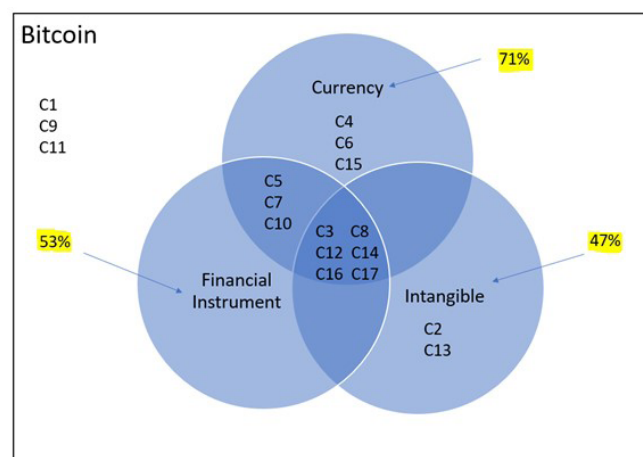 Bitcoin
71%
Currency
C1
C9
C11
C4
C6
C15
C5
C7
C10
C3 C8
C12 C14
C16 C17
53%
47%
Financial
Instrument
Intangible
C2
C13